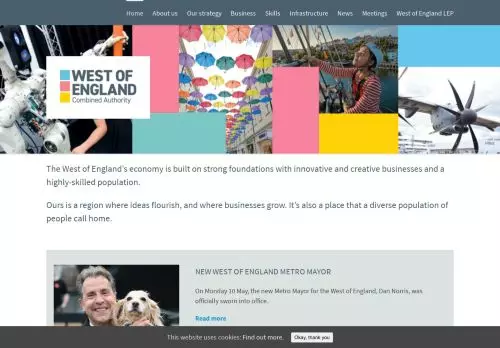 Home About us Our strategy Business Skills Infrastructure News Meetings West of England LEP
WEST OF
ENGLAND
Combined Authority
The West of England's economy is built on strong foundations with innovative and creative businesses and a
highly-skilled population.
Ours is a region where ideas flourish, and where businesses grow. It's also a place that a diverse population of
people call home.
NEW WEST OF ENGLAND METRO MAYOR
On Monday 10 May, the new Metro Mayor for the West of England, Dan Norris, was
officially sworn into office.
Read more
This website uses cookies: Find out more. Okay, thank you